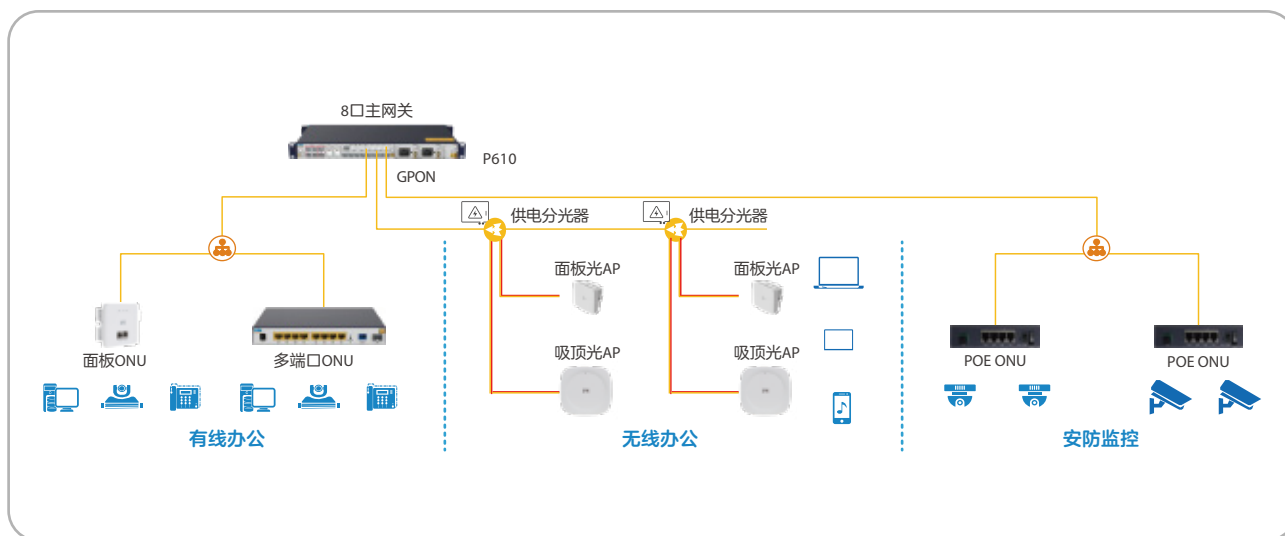 8口主网关
P610
GPON
供电分光器
供电分光器
面板光AP
面板光AP
吸顶光AP
吸顶光AP
面板ONU
多端口ONU
POE ONU
POE ONU
有线办公
无线办公
安防监控